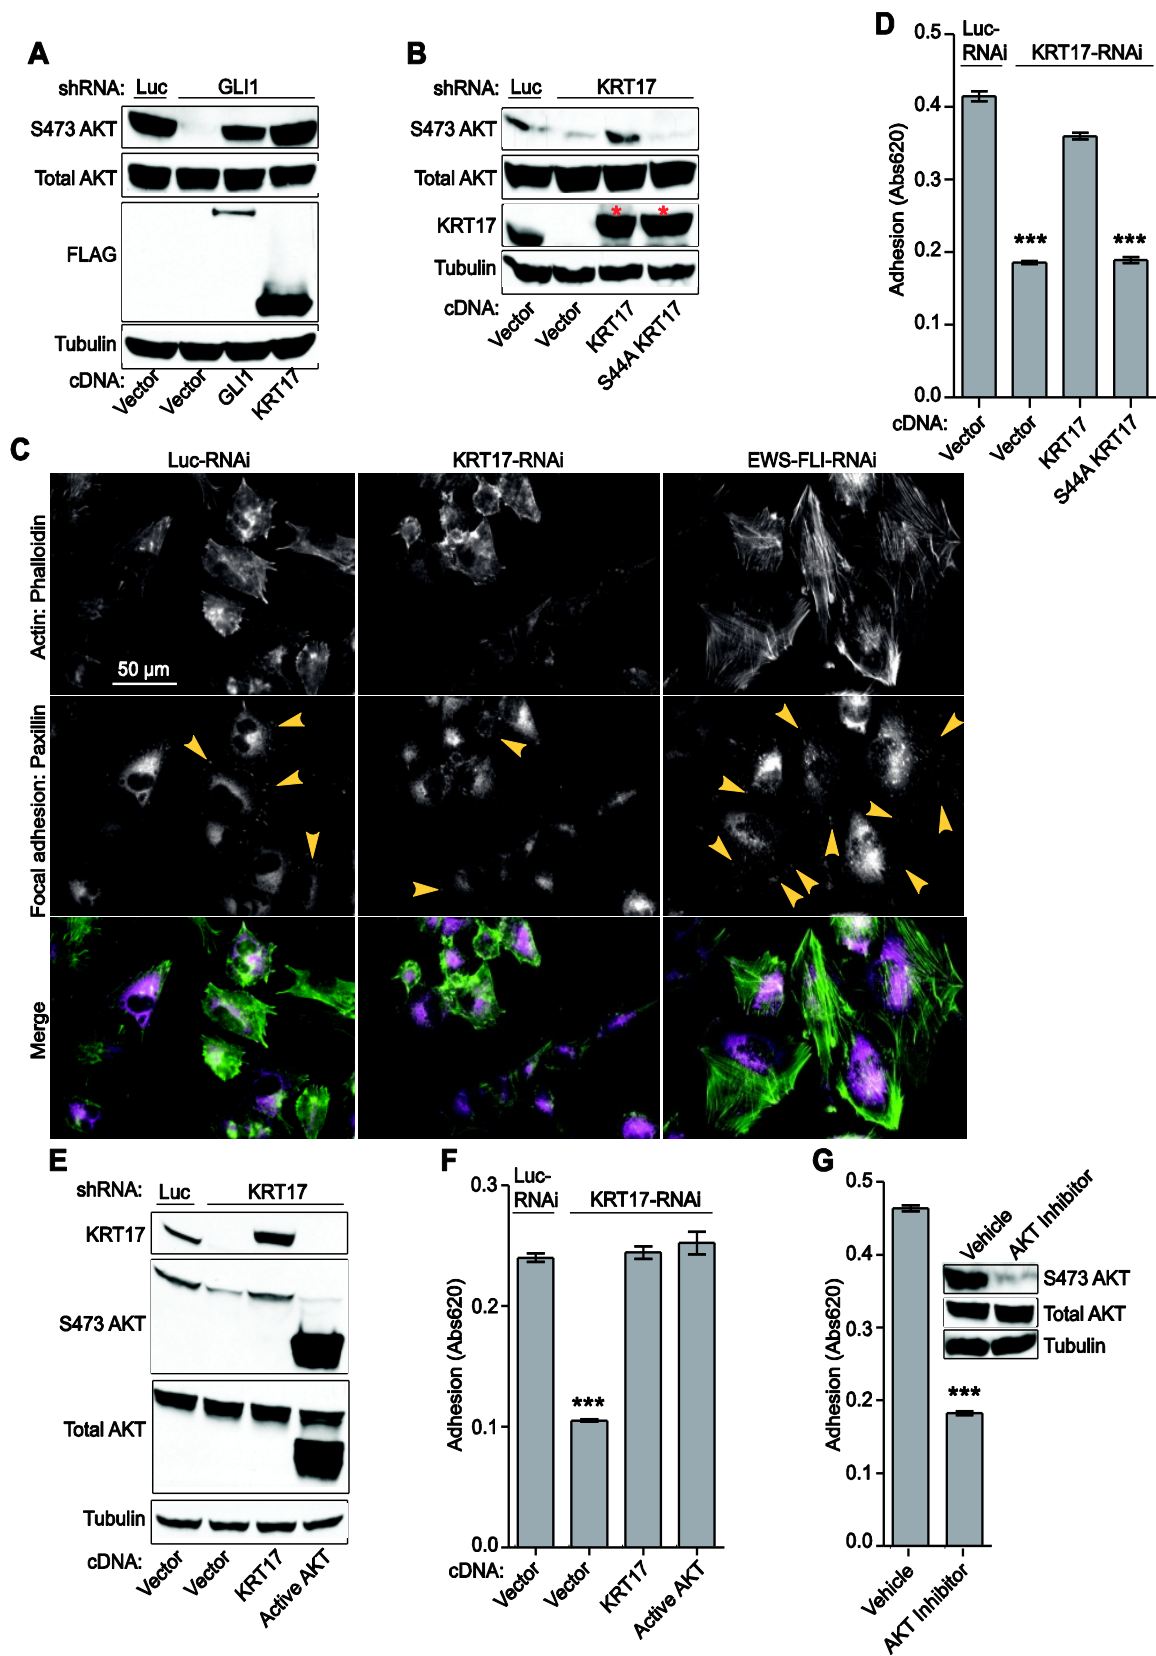 A
shRNA: Luc GLI1
S473 AKT
Total AKT
FLAG
Tubulin
cDNA: Vector Vector GLI1 KRT17
B
shRNA: Luc KRT17
S473 AKT
Total AKT
KRT17 * *
Tubulin
cDNA: Vector Vector KRT17 S44A KRT17
D
Luc-
RNAi KRT17-RNAi
Adhesion (Abs620)
0.5
0.4
0.3
0.2
0.1
0.0
*** ***
cDNA: Vector Vector KRT17 S44A KRT17
C
Luc-RNAi KRT17-RNAi EWS-FLI-RNAi
Actin: Phalloidin
50 µm
Focal adhesion: Paxillin
Merge
E
shRNA: Luc KRT17
KRT17
S473 AKT
Total AKT
Tubulin
cDNA: Vector Vector KRT17 Active AKT
F
Luc-
RNAi KRT17-RNAi
Adhesion (Abs620)
0.3
0.2
0.1
0.0
***
cDNA: Vector Vector KRT17 Active AKT
G
Adhesion (Abs620)
0.5
0.4
0.3
0.2
0.1
0.0
Vehicle AKT Inhibitor
S473 AKT
Total AKT
Tubulin
***
Vehicle AKT Inhibitor